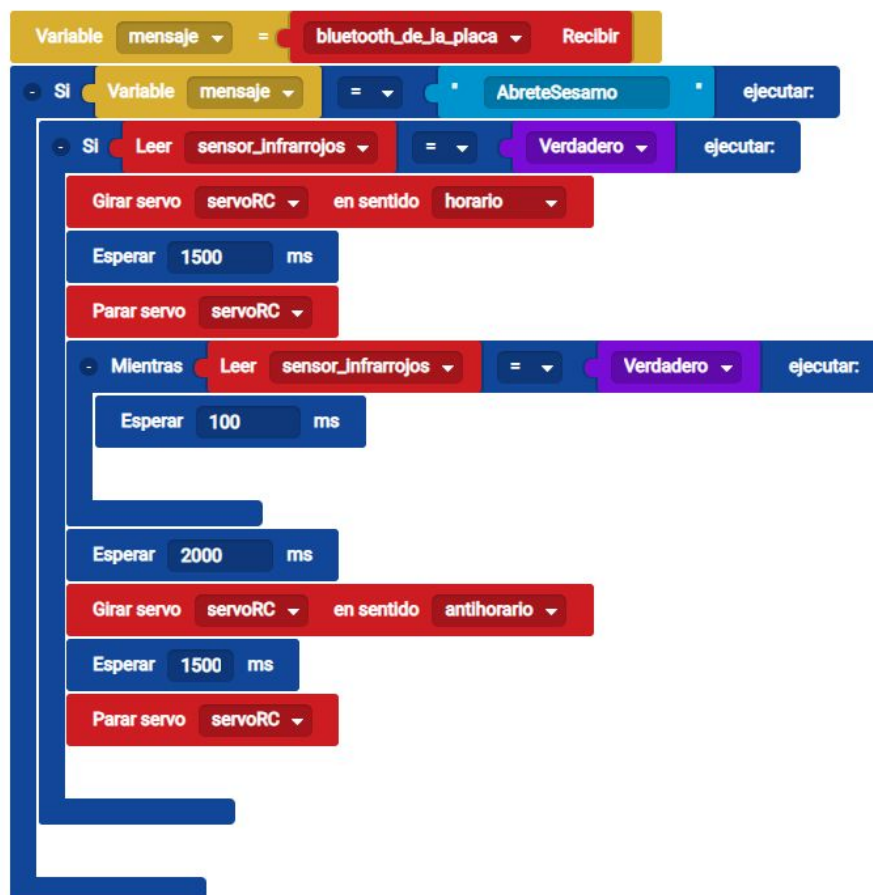 Variable mensaje = bluetooth_de_la_placa Recibir
- Si Variable mensaje = " AbreteSesamo " ejecutar:
- Si Leer sensor_infrarrojos = Verdadero ejecutar:
Girar servo servoRC en sentido horario
Esperar 1500 ms
Parar servo servoRC
- Mientras Leer sensor_infrarrojos = Verdadero ejecutar:
Esperar 100 ms
Esperar 2000 ms
Girar servo servoRC en sentido antihorario
Esperar 1500 ms
Parar servo servoRC